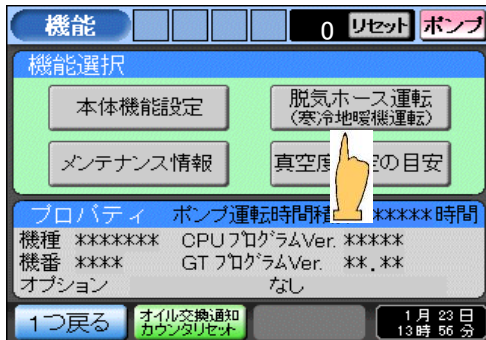 機能 0 リセット ポンプ
機能選択
本体機能設定
脱気ホース運転
(寒冷地暖機運転)
メンテナンス情報
真空度 定の目安
プロパティ ポンプ運転時間積 *****時間
機種 ******* CPUプログラムVer. *****
機番 **** GTプログラムVer. **.**
オプション なし
1つ戻る
オイル交換通知
カウンタリセット
1月 23日
13時 56分